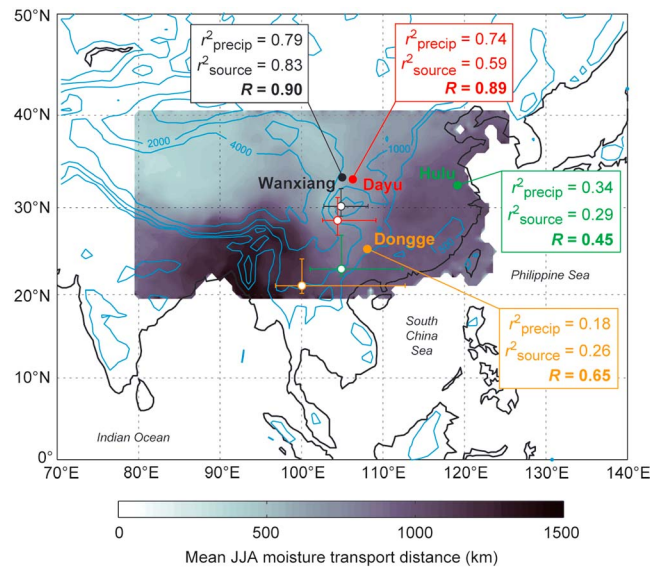 50°N
40°N
30°N
20°N
10°N
0°
70°E
80°E
90°E
100°E
110°E
120°E
130°E
140°E
r²precip = 0.79
r²source = 0.83
R = 0.90
r²precip = 0.74
r²source = 0.59
R = 0.89
2000
4000
1000
Wanxiang
Dayu
Hulu
r²precip = 0.34
r²source = 0.29
R = 0.45
Dongge
Philippine Sea
South
China
Sea
r²precip = 0.18
r²source = 0.26
R = 0.65
Indian Ocean
0
500
1000
1500
Mean JJA moisture transport distance (km)